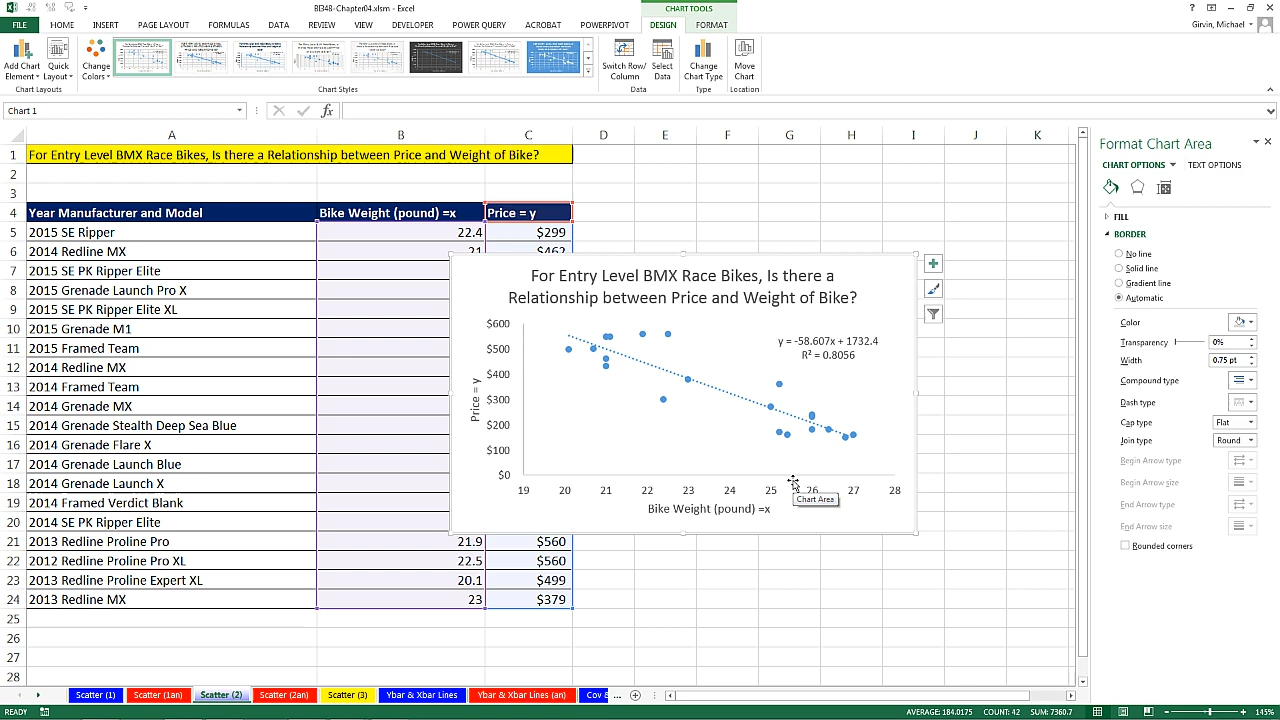 BI348-Chapter04.xlsm - Excel
CHART TOOLS
FILE HOME INSERT PAGE LAYOUT FORMULAS DATA REVIEW VIEW DEVELOPER POWER QUERY ACROBAT POWERPIVOT DESIGN FORMAT
Girvin, Michael
Add Chart Element
Quick Layout
Change Colors
Switch Row/ Column
Select Data
Change Chart Type
Move Chart
Chart Layouts Chart Styles Data Type Location
Chart 1
fx
A B C D E F G H I J K
1 For Entry Level BMX Race Bikes, Is there a Relationship between Price and Weight of Bike?
2
3
4 Year Manufacturer and Model Bike Weight (pound) =x Price = y
5 2015 SE Ripper 22.4 $299
6 2014 Redline MX 21 $462
7 2015 SE PK Ripper Elite
8 2015 Grenade Launch Pro X
9 2015 SE PK Ripper Elite XL
10 2015 Grenade M1
11 2015 Framed Team
12 2014 Redline MX
13 2014 Framed Team
14 2014 Grenade MX
15 2014 Grenade Stealth Deep Sea Blue
16 2014 Grenade Flare X
17 2014 Grenade Launch Blue
18 2014 Grenade Launch X
19 2014 Framed Verdict Blank
20 2014 SE PK Ripper Elite
21 2013 Redline Proline Pro 21.9 $560
22 2012 Redline Proline Pro XL 22.5 $560
23 2013 Redline Proline Expert XL 20.1 $499
24 2013 Redline MX 23 $379
25
26
27
28
For Entry Level BMX Race Bikes, Is there a
Relationship between Price and Weight of Bike?
$600
$500
$400
$300
$200
$100
$0
Price = y
y = -58.607x + 1732.4
R² = 0.8056
19 20 21 22 23 24 25 26 27 28
Bike Weight (pound) =x
Chart Area
Format Chart Area
CHART OPTIONS TEXT OPTIONS
FILL
BORDER
No line
Solid line
Gradient line
Automatic
Color
Transparency 0%
Width 0.75 pt
Compound type
Dash type
Cap type Flat
Join type Round
Begin Arrow type
Begin Arrow size
End Arrow type
End Arrow size
Rounded corners
Scatter (1) Scatter (1an) Scatter (2) Scatter (2an) Scatter (3) Ybar & Xbar Lines Ybar & Xbar Lines (an) Cov & ...
READY AVERAGE: 184.0175 COUNT: 42 SUM: 7360.7 145%